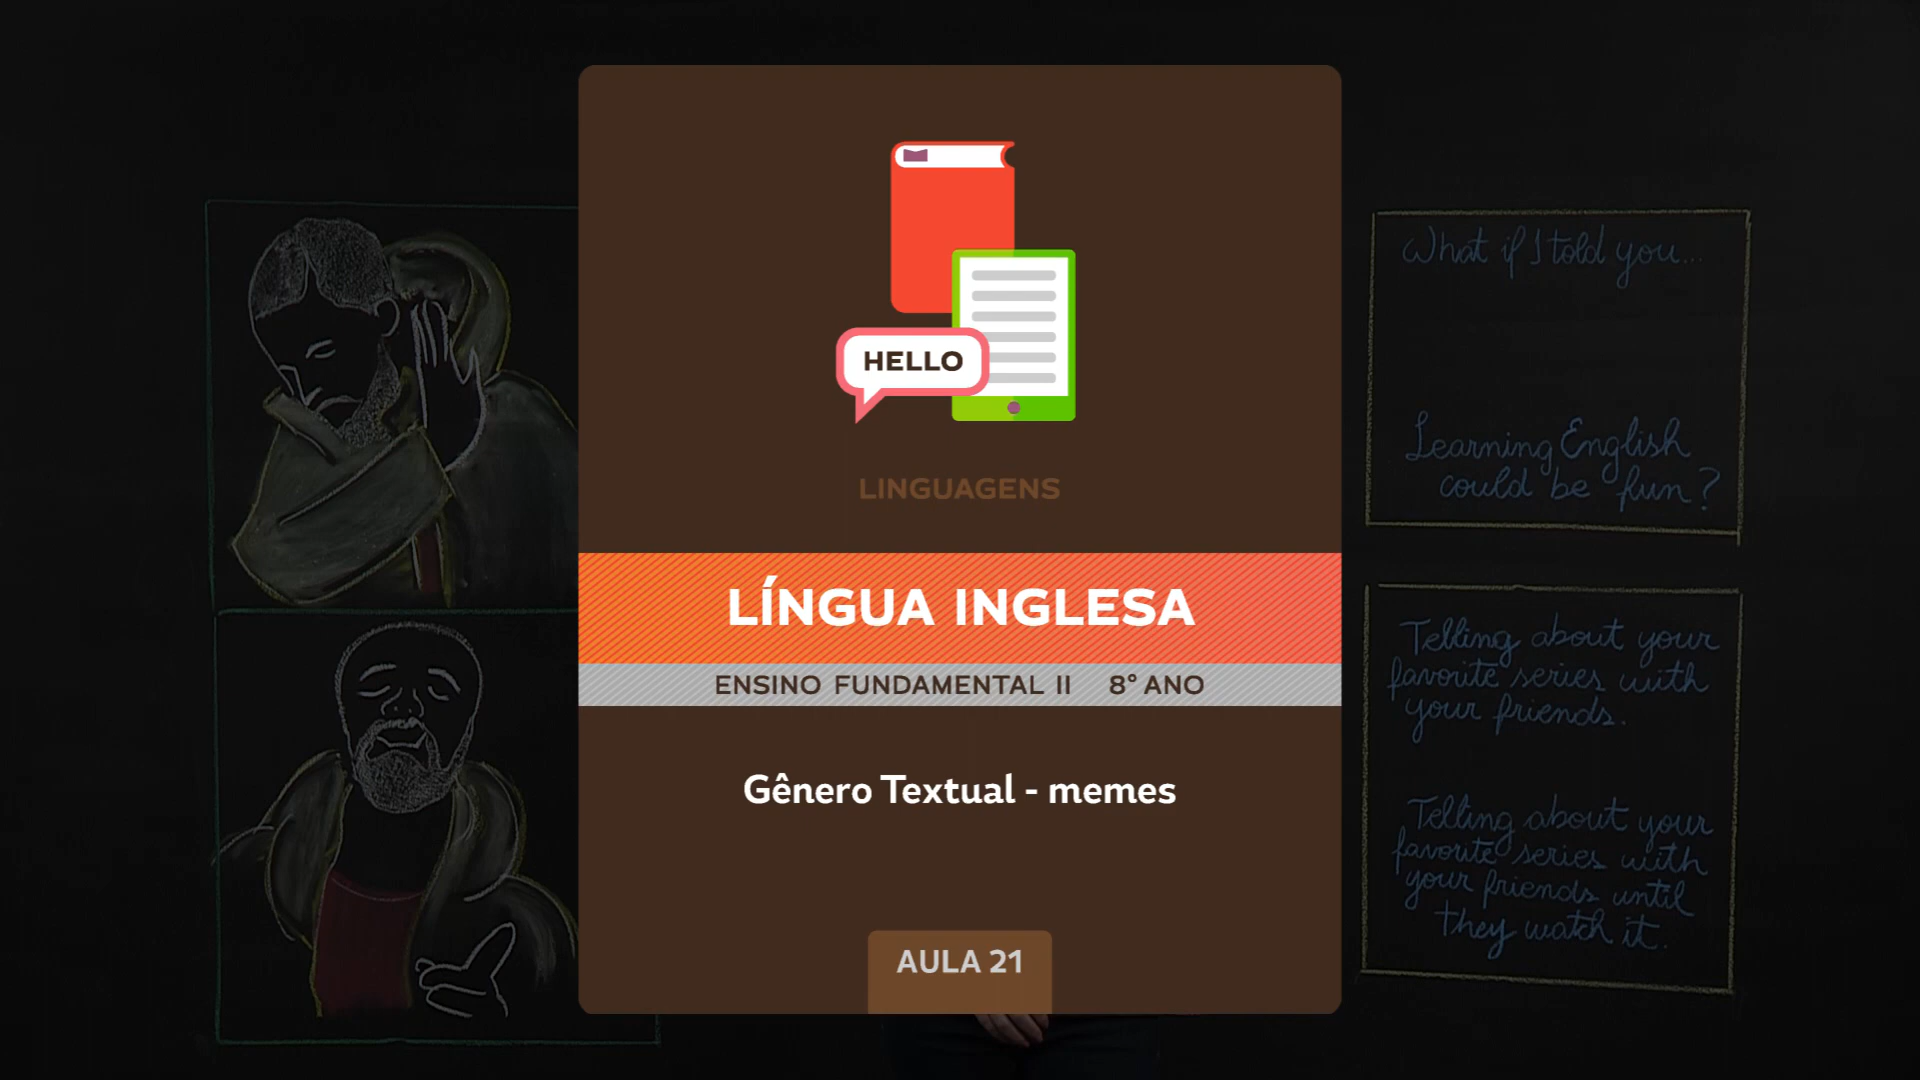 HELLO
LINGUAGENS
LÍNGUA INGLESA
ENSINO FUNDAMENTAL II 8° ANO
Gênero Textual - memes
AULA 21
What if I told you...
Learning English
could be fun?
Telling about your
favorite series with
your friends.
Telling about your
favorite series with
your friends until
they watch it.